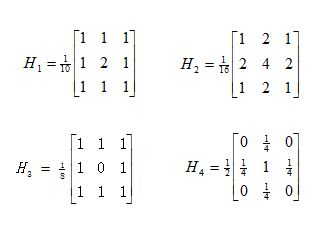 H₁ = 1/10 [1 1 1
1 2 1
1 1 1]
H₂ = 1/16 [1 2 1
2 4 2
1 2 1]
H₃ = 1/8 [1 1 1
1 0 1
1 1 1]
H₄ = 1/2 [0 1/4 0
1/4 1 1/4
0 1/4 0]